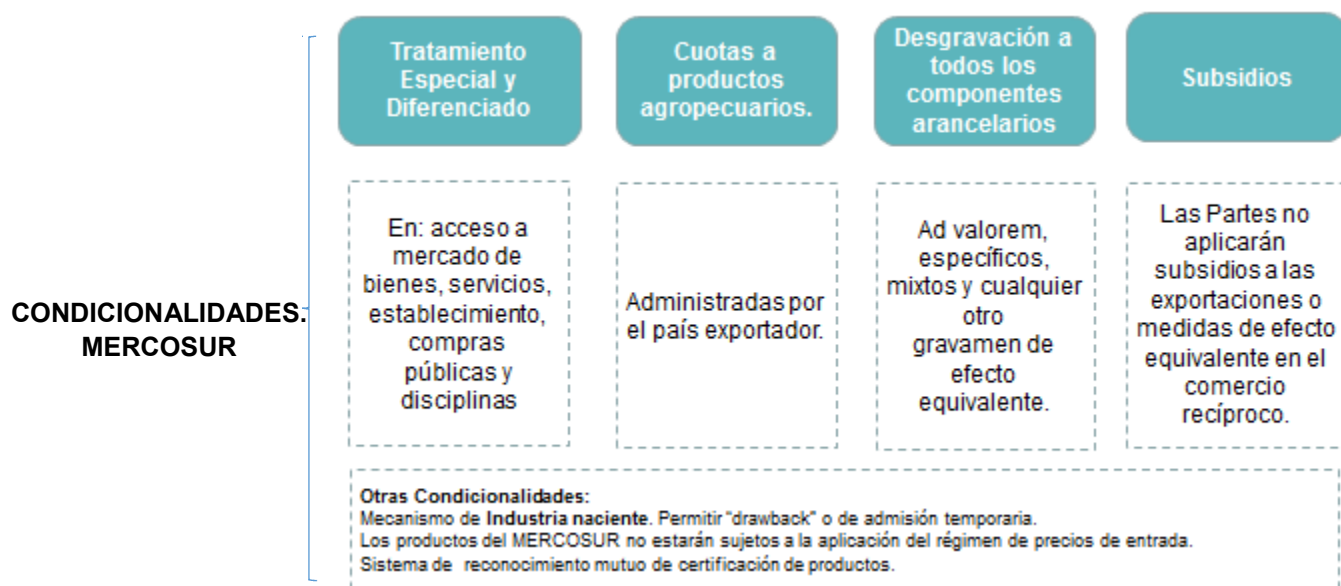 CONDICIONALIDADES.
MERCOSUR
Tratamiento
Especial y
Diferenciado
En: acceso a
mercado de
bienes, servicios,
establecimiento,
compras
públicas y
disciplinas
Cuotas a
productos
agropecuarios.
Administradas por
el país exportador.
Desgravación a
todos los
componentes
arancelarios
Ad valorem,
específicos,
mixtos y cualquier
otro
gravamen de
efecto
equivalente.
Subsidios
Las Partes no
aplicarán
subsidios a las
exportaciones o
medidas de efecto
equivalente en el
comercio
recíproco.
Otras Condicionalidades:
Mecanismo de Industria naciente. Permitir “drawback” o de admisión temporaria.
Los productos del MERCOSUR no estarán sujetos a la aplicación del régimen de precios de entrada.
Sistema de reconocimiento mutuo de certificación de productos.